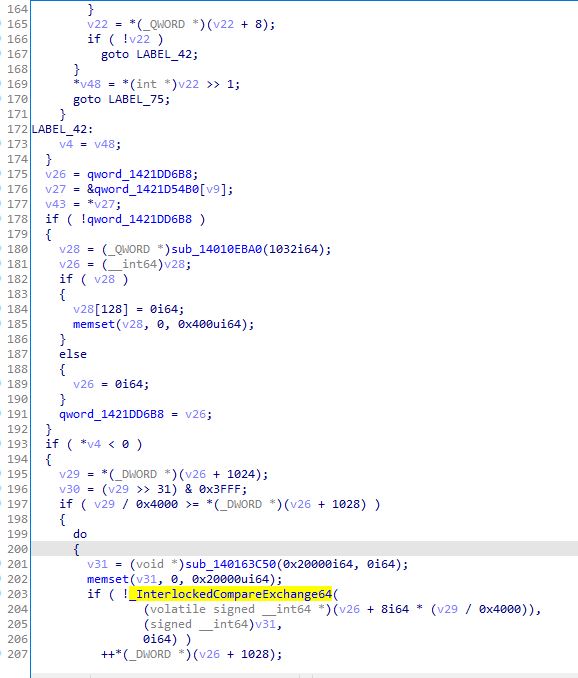 164 }
165 v22 = *(_QWORD *)(v22 + 8);
166 if ( !v22 )
167 goto LABEL_42;
168 }
169 *v48 = *(int *)v22 >> 1;
170 goto LABEL_75;
171 }
172 LABEL_42:
173 v4 = v48;
174 }
175 v26 = qword_1421DD6B8;
176 v27 = &qword_1421D54B0[v9];
177 v43 = *v27;
178 if ( !qword_1421DD6B8 )
179 {
180 v28 = (_QWORD *)sub_14010EBA0(1032i64);
181 v26 = (__int64)v28;
182 if ( v28 )
183 {
184 v28[128] = 0i64;
185 memset(v28, 0, 0x400ui64);
186 }
187 else
188 {
189 v26 = 0i64;
190 }
191 qword_1421DD6B8 = v26;
192 }
193 if ( *v4 < 0 )
194 {
195 v29 = *(_DWORD *)(v26 + 1024);
196 v30 = (v29 >> 31) & 0x3FFF;
197 if ( v29 / 0x4000 >= *(_DWORD *)(v26 + 1028) )
198 {
199 do
200 {
201 v31 = (void *)sub_140163C50(0x20000i64, 0i64);
202 memset(v31, 0, 0x20000ui64);
203 if ( !_InterlockedCompareExchange64(
204 (volatile signed __int64 *)(v26 + 8i64 * (v29 / 0x4000)),
205 (signed __int64)v31,
206 0i64) )
207 ++*(_DWORD *)(v26 + 1028);